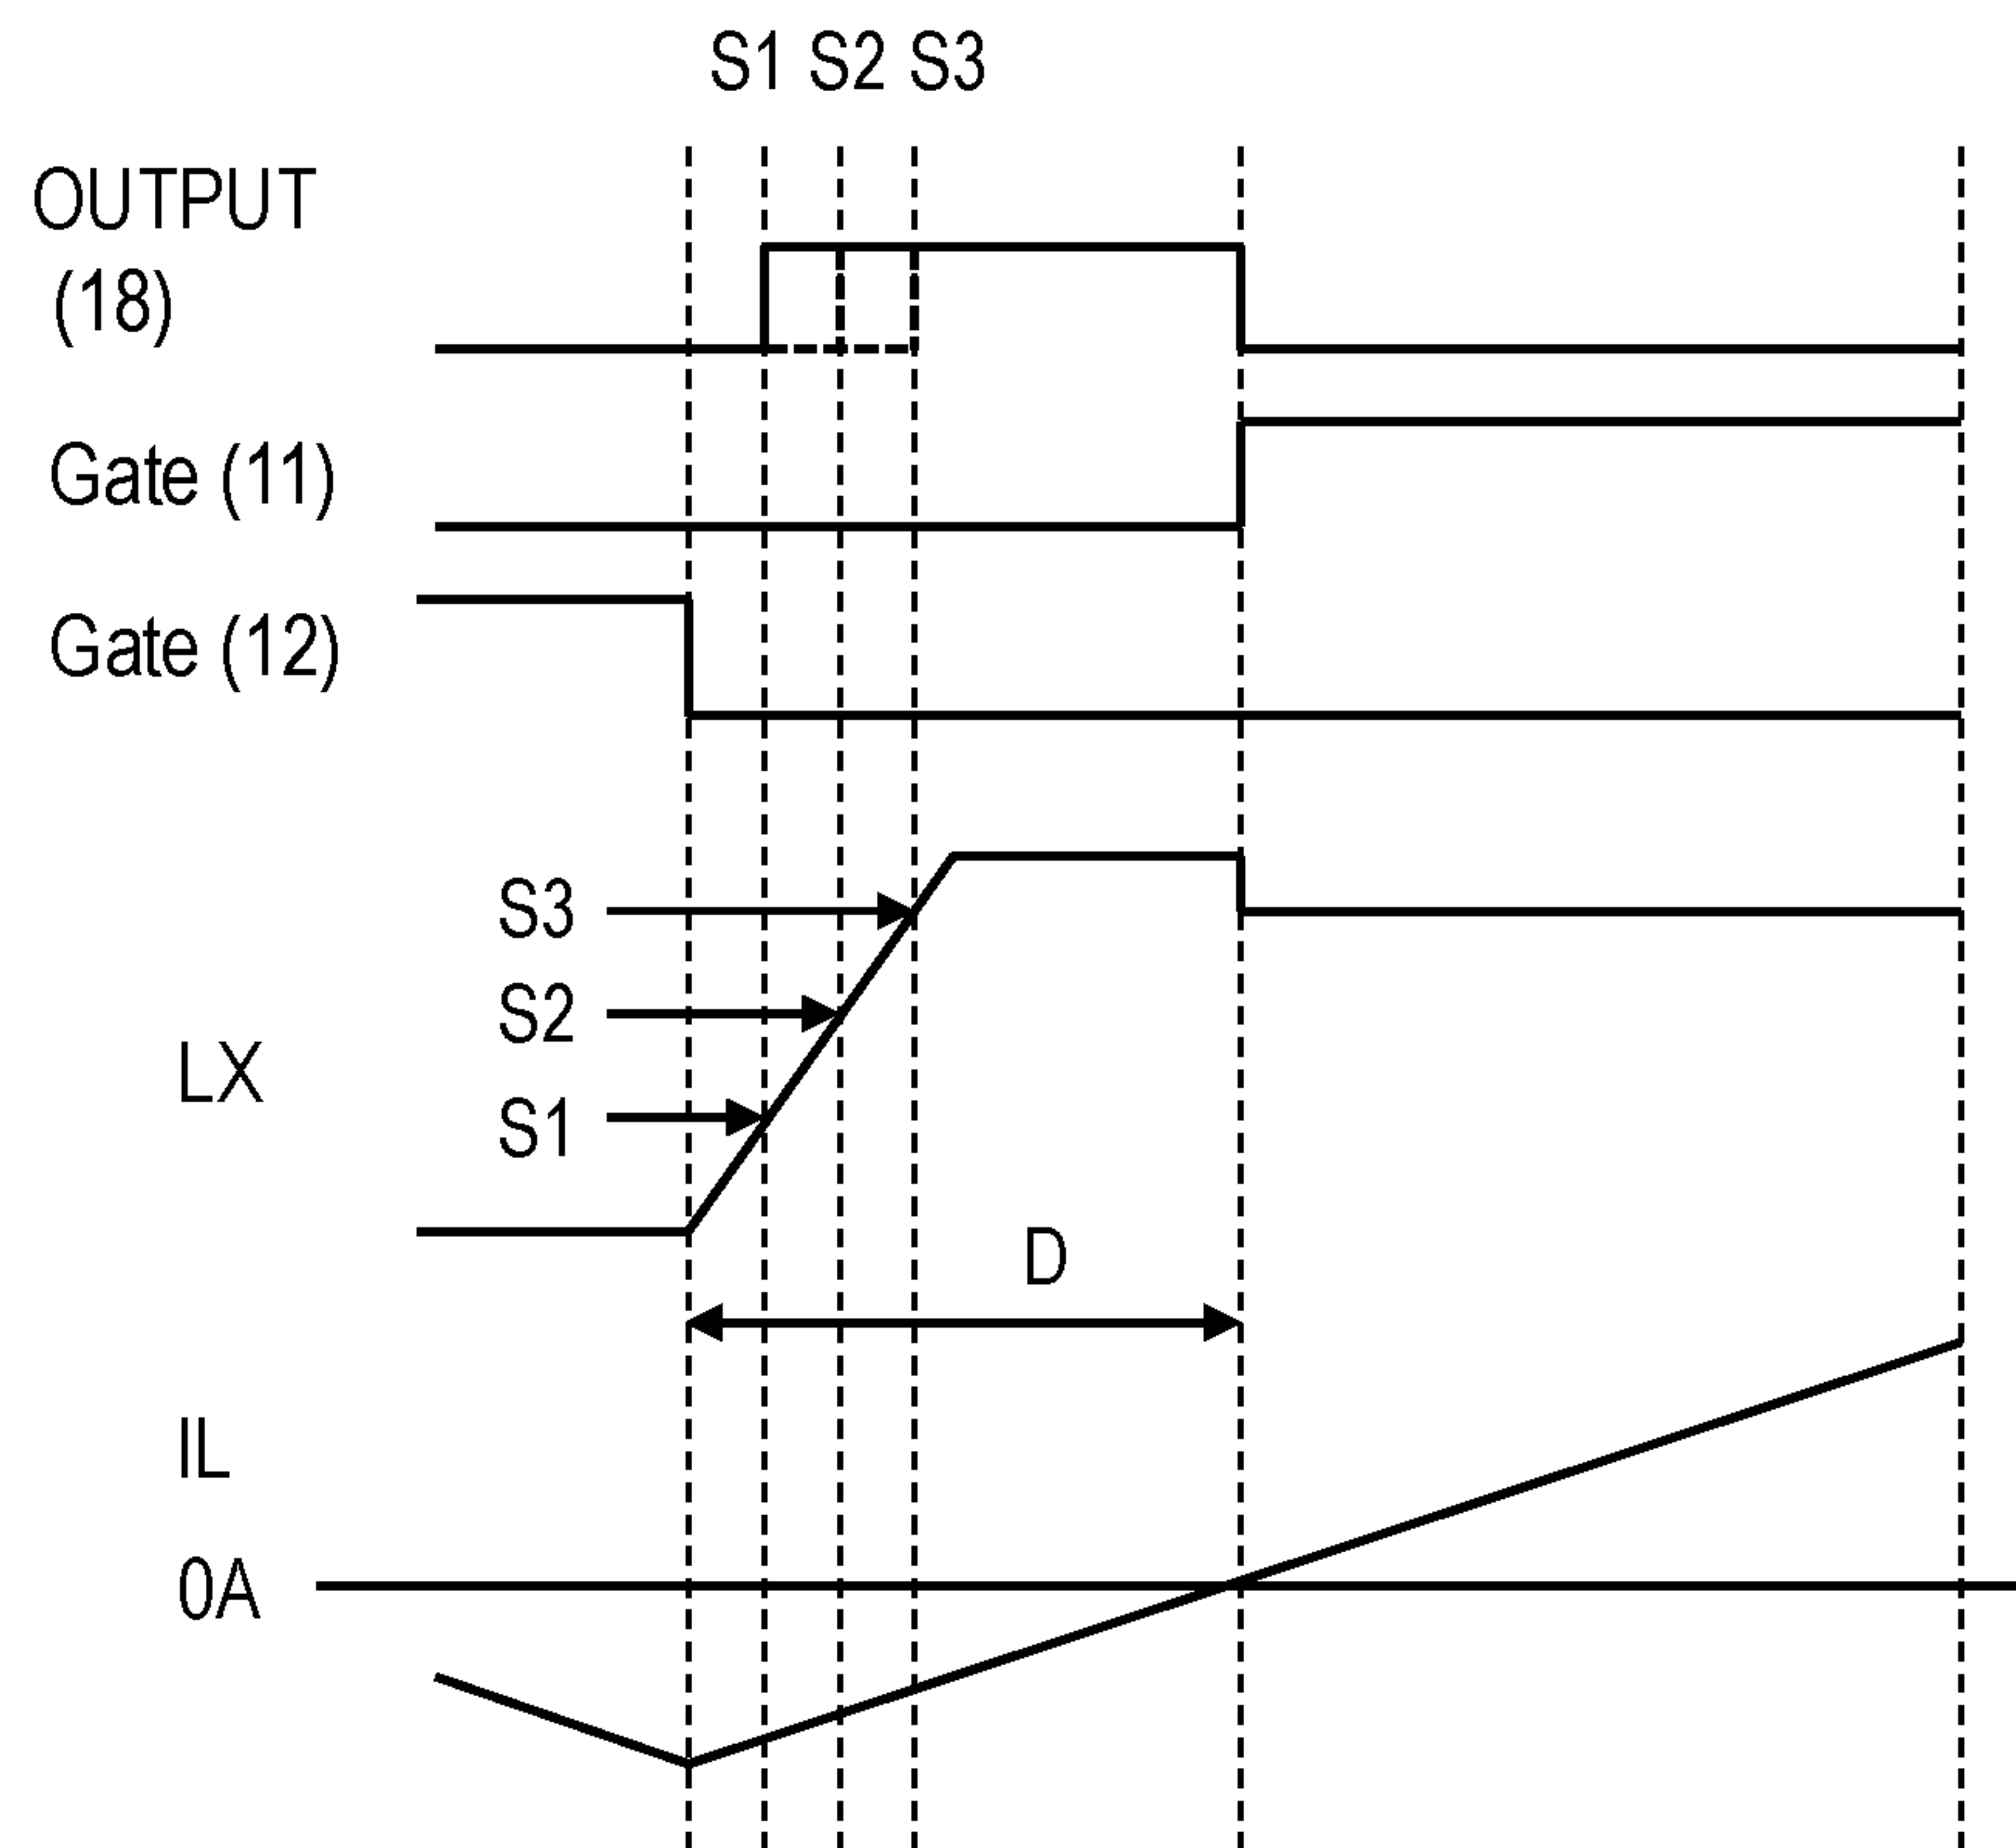 S1 S2 S3
OUTPUT
(18)
Gate (11)
Gate (12)
S3
S2
LX
S1
D
IL
0A